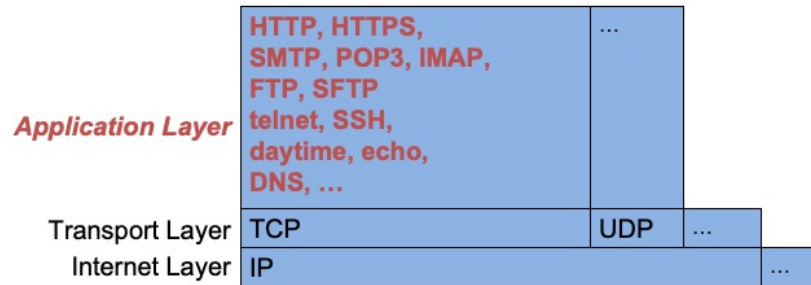 HTTP, HTTPS,
SMTP, POP3, IMAP,
FTP, SFTP
telnet, SSH,
daytime, echo,
DNS, ...
...
Application Layer
Transport Layer
TCP
UDP
...
Internet Layer
IP
...